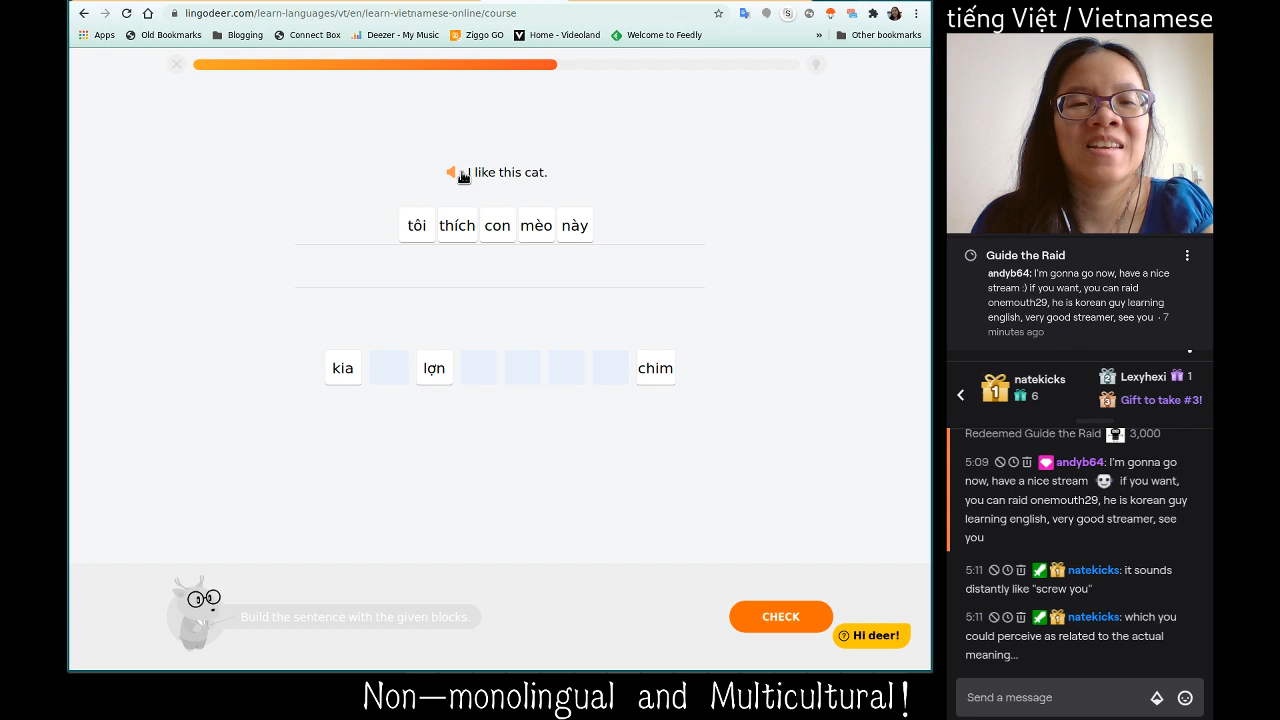 lingodeer.com/learn-languages/vt/en/learn-vietnamese-online/course
Apps Old Bookmarks Blogging Connect Box Deezer - My Music Ziggo GO Home - Videoland Welcome to Feedly » Other bookmarks
I like this cat.
tôi thích con mèo này
kia lợn chim
Build the sentence with the given blocks.
CHECK
Hi deer!
Non-monolingual and Multicultural!
tiếng Việt / Vietnamese
Guide the Raid
andyb64: I'm gonna go now, have a nice
stream :) if you want, you can raid
onemouth29, he is korean guy learning
english, very good streamer, see you · 7
minutes ago
1 natekicks
6
2 Lexyhexi 1
3 Gift to take #3!
Redeemed Guide the Raid 3,000
5:09 andyb64: I'm gonna go
now, have a nice stream if you want,
you can raid onemouth29, he is korean guy
learning english, very good streamer, see
you
5:11 natekicks: it sounds
distantly like "screw you"
5:11 natekicks: which you
could perceive as related to the actual
meaning...
Send a message